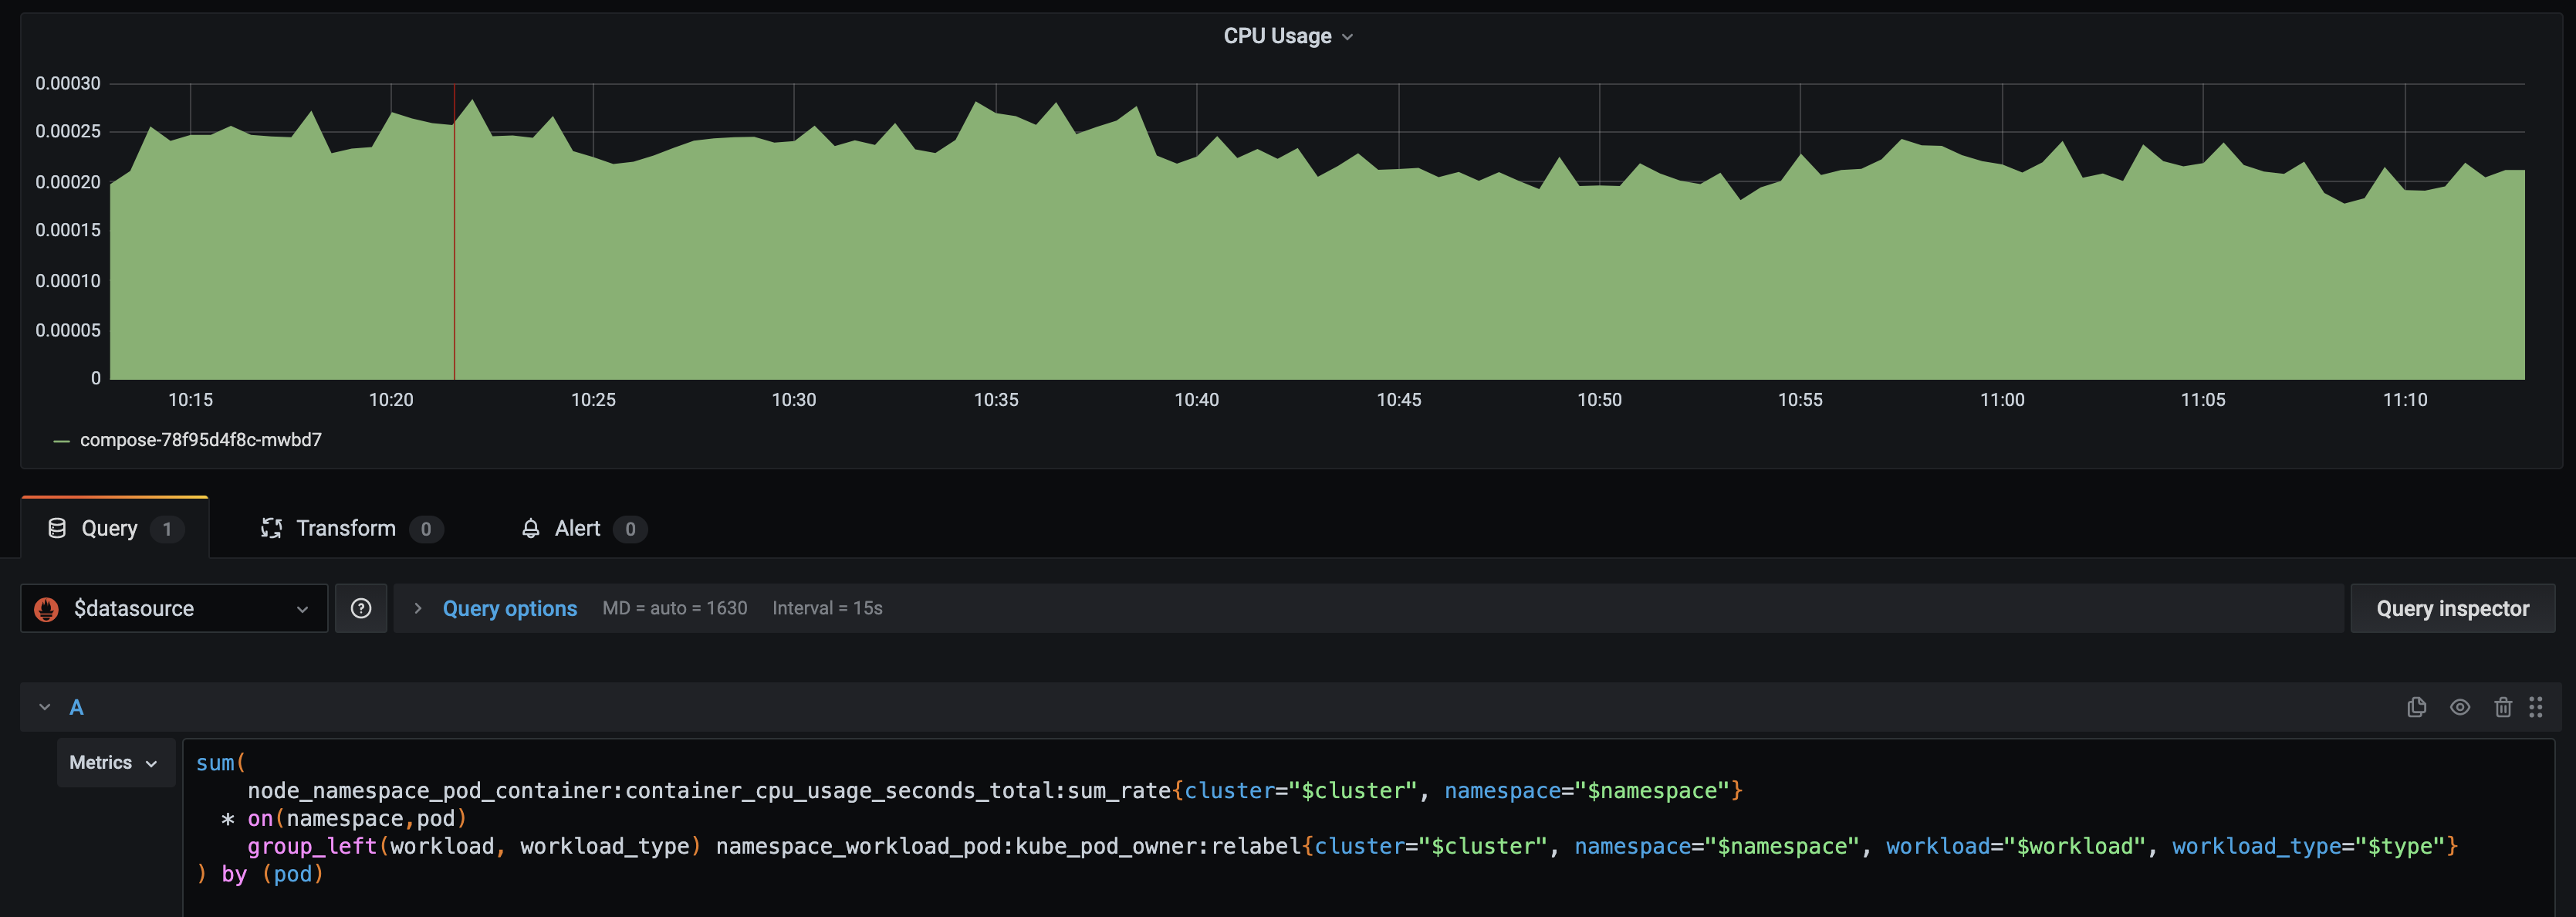 CPU Usage
0.00030
0.00025
0.00020
0.00015
0.00010
0.00005
0
10:15 10:20 10:25 10:30 10:35 10:40 10:45 10:50 10:55 11:00 11:05 11:10
compose-78f95d4f8c-mwbd7
Query 1 Transform 0 Alert 0
$datasource Query options MD = auto = 1630 Interval = 15s Query inspector
A
Metrics
sum(
node_namespace_pod_container:container_cpu_usage_seconds_total:sum_rate{cluster="$cluster", namespace="$namespace"}
* on(namespace,pod)
group_left(workload, workload_type) namespace_workload_pod:kube_pod_owner:relabel{cluster="$cluster", namespace="$namespace", workload="$workload", workload_type="$type"}
) by (pod)